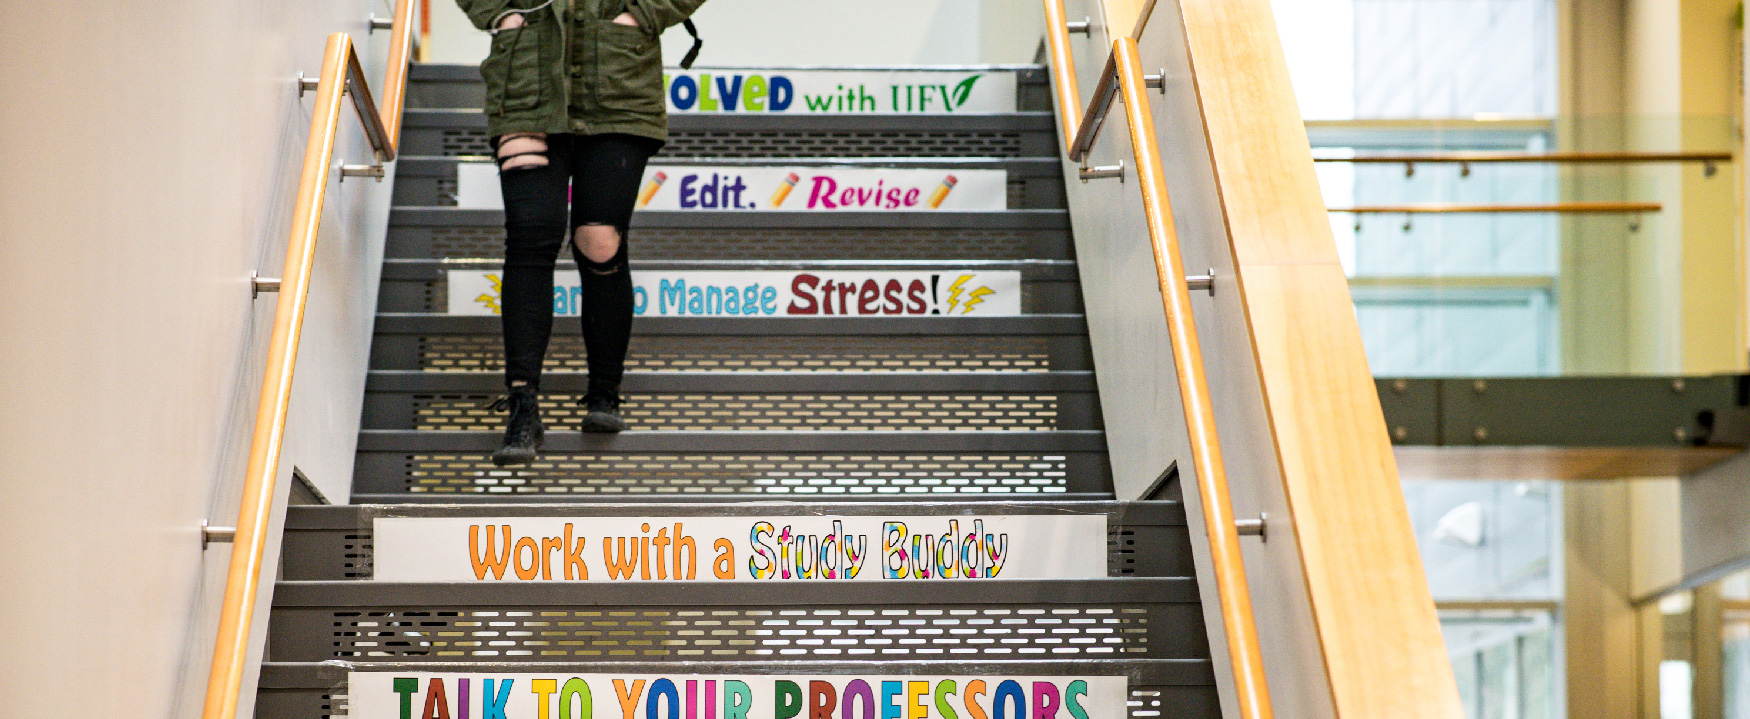 OLVED with UFV
Edit. Revise
Manage Stress!
Work with a Study Buddy
TALK TO YOUR PROFESSORS